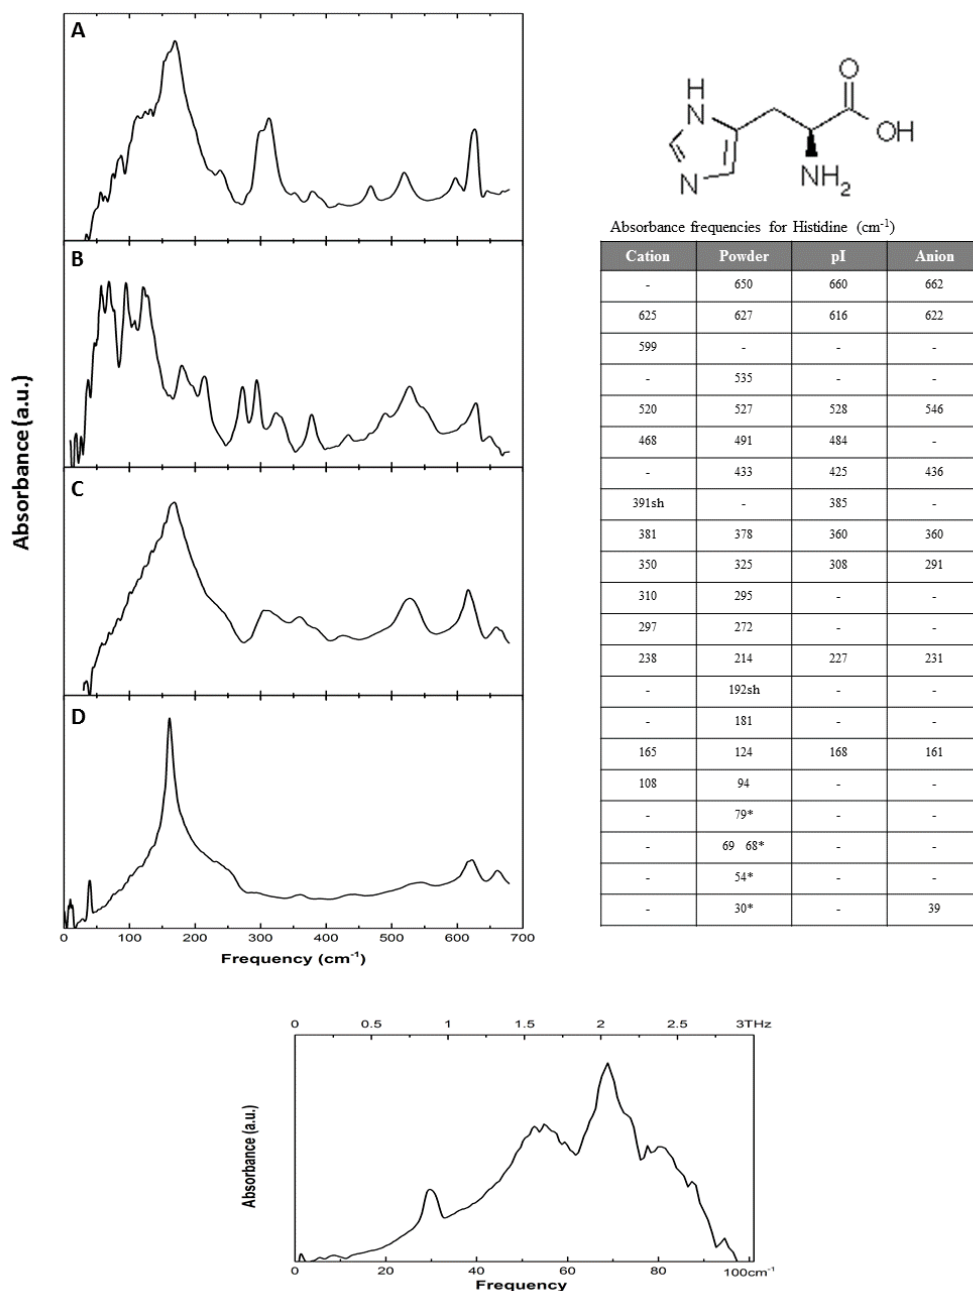 A
B
C
D
Absorbance (a.u.)
0 100 200 300 400 500 600 700
Frequency (cm-1)
H
N
N
O
OH
NH2
Absorbance frequencies for Histidine (cm-1)
Cation Powder pI Anion
- 650 660 662
625 627 616 622
599 - - -
- 535 - -
520 527 528 546
468 491 484 -
- 433 425 436
391sh - 385 -
381 378 360 360
350 325 308 291
310 295 - -
297 272 - -
238 214 227 231
- 192sh - -
- 181 - -
165 124 168 161
108 94 - -
- 79* - -
- 69 68* - -
- 54* - -
- 30* - 39
0 0.5 1 1.5 2 2.5 3THz
Absorbance (a.u.)
0 20 40 60 80 100cm-1
Frequency